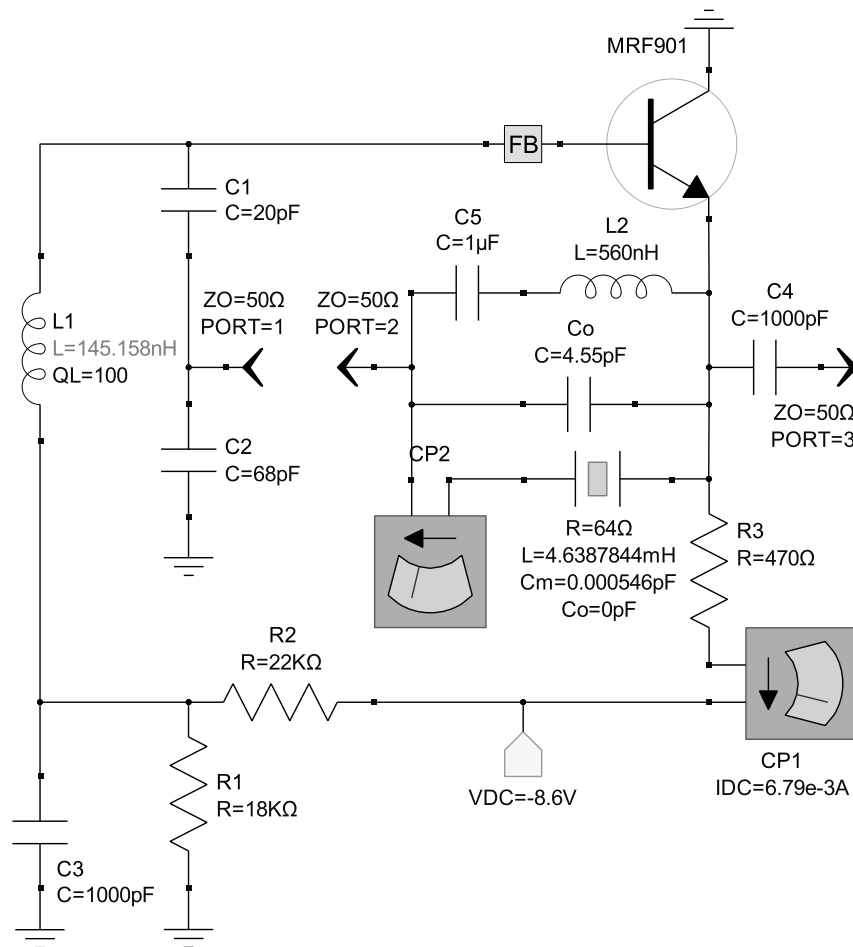 MRF901
FB
C1
C=20pF
C5
C=1µF
L2
L=560nH
ZO=50Ω
PORT=1
ZO=50Ω
PORT=2
C4
C=1000pF
L1
L=145.158nH
QL=100
Co
C=4.55pF
ZO=50Ω
PORT=3
C2
C=68pF
CP2
R=64Ω
L=4.6387844mH
Cm=0.000546pF
Co=0pF
R3
R=470Ω
R2
R=22KΩ
R1
R=18KΩ
VDC=-8.6V
CP1
IDC=6.79e-3A
C3
C=1000pF